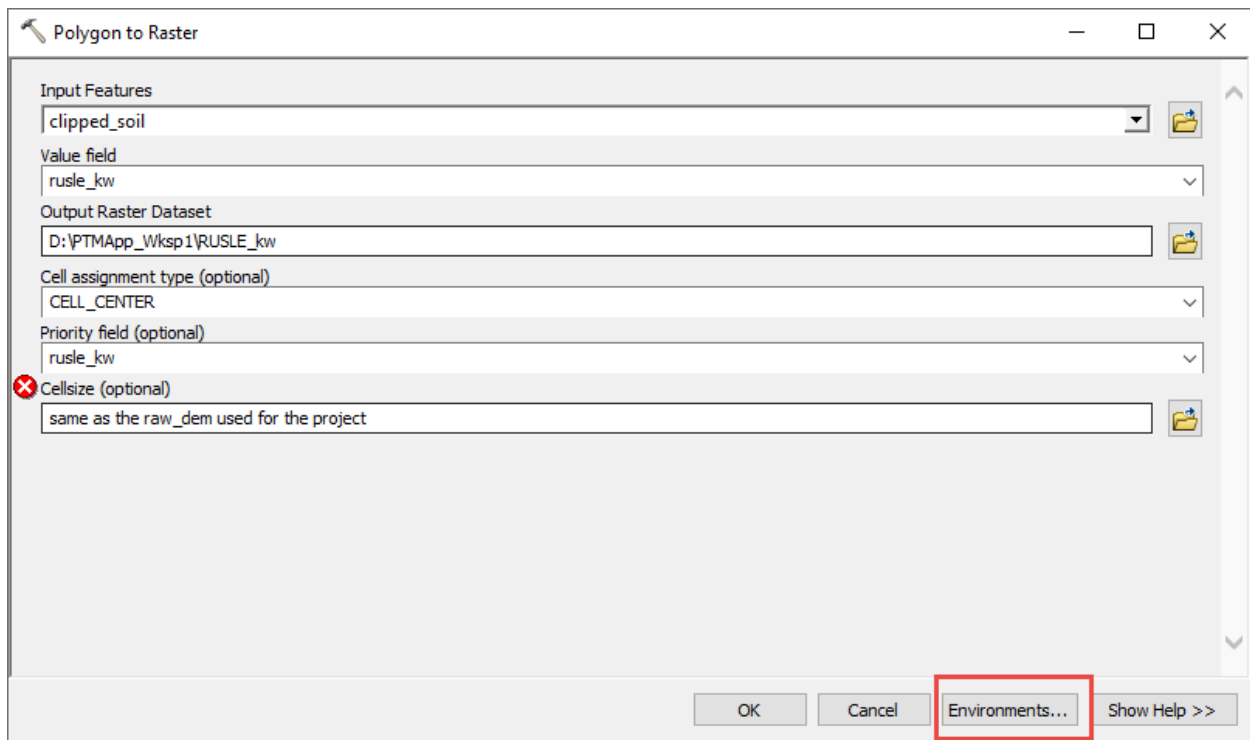 Polygon to Raster
Input Features
clipped_soil
Value field
rusle_kw
Output Raster Dataset
D:\PTMApp_Wksp1\RUSLE_kw
Cell assignment type (optional)
CELL_CENTER
Priority field (optional)
rusle_kw
Cellsize (optional)
same as the raw_dem used for the project
OK Cancel Environments... Show Help >>